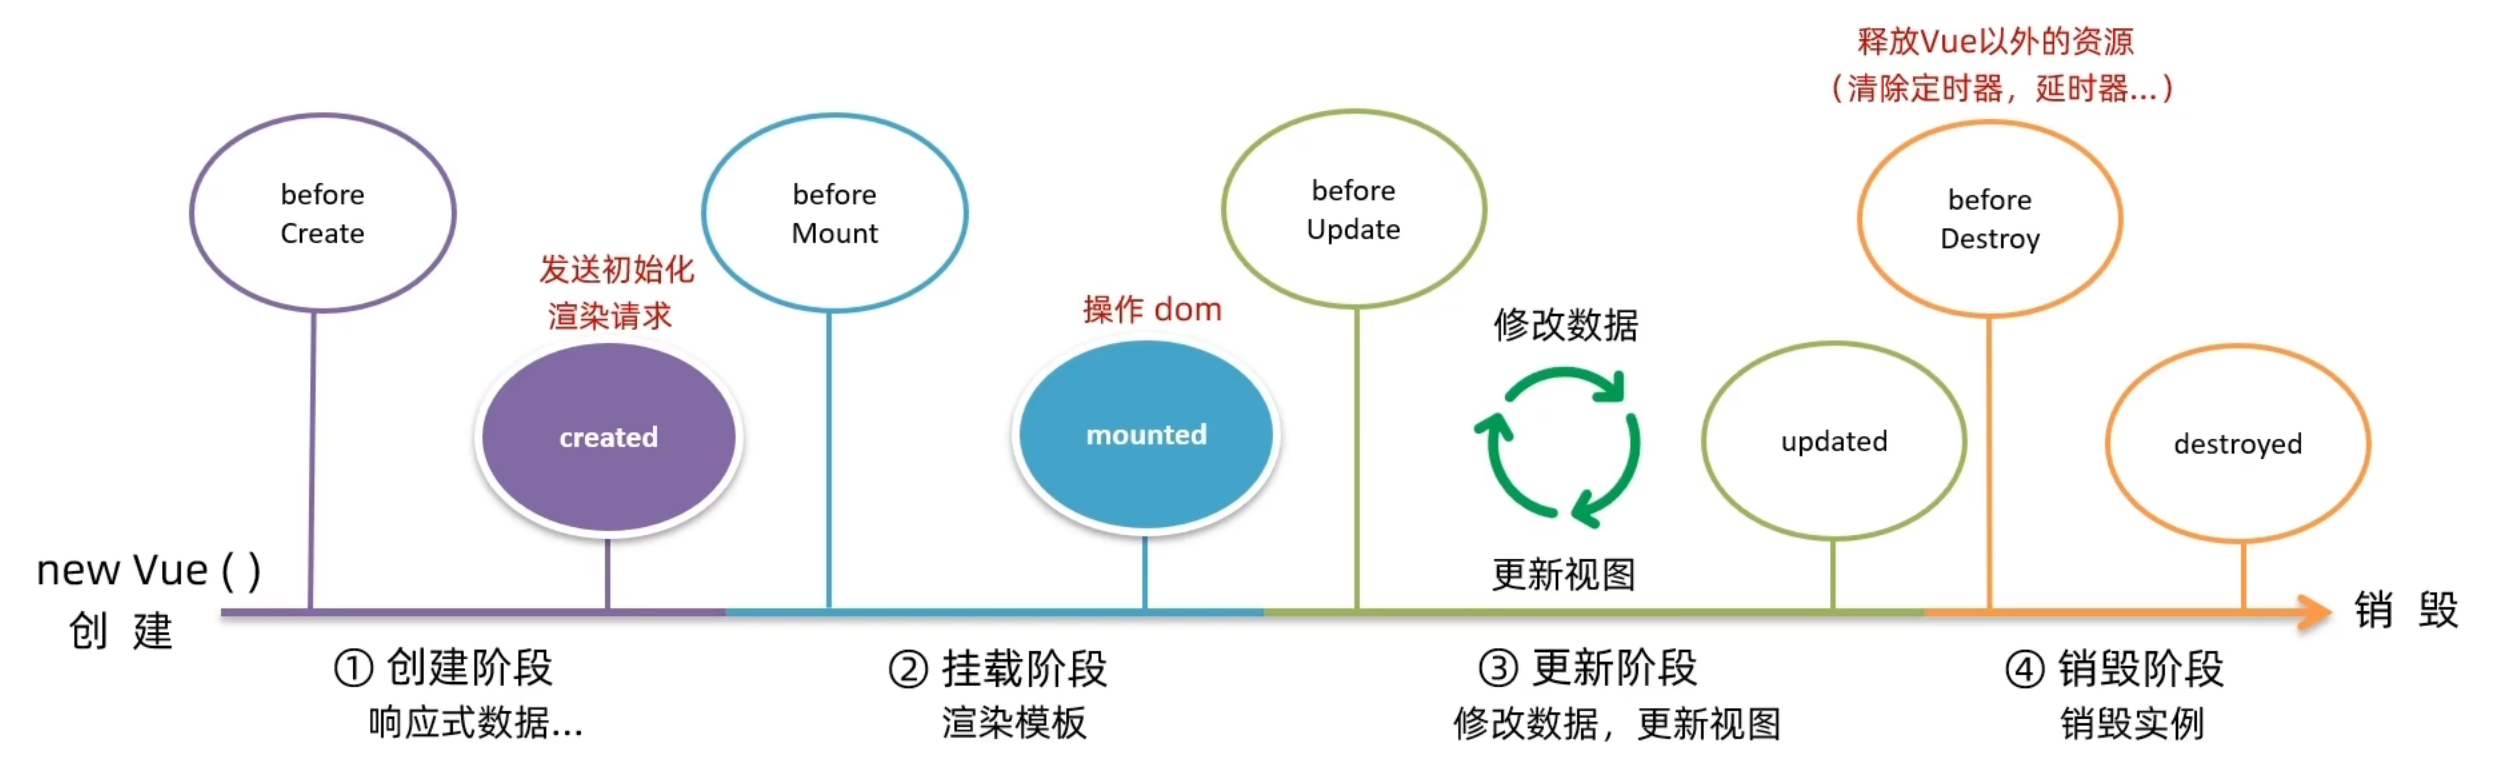 释放Vue以外的资源
（清除定时器，延时器...）
before
Create
发送初始化
渲染请求
created
before
Mount
操作 dom
mounted
before
Update
修改数据
更新视图
updated
before
Destroy
destroyed
new Vue ( )
创 建
销 毁
① 创建阶段
响应式数据...
② 挂载阶段
渲染模板
③ 更新阶段
修改数据，更新视图
④ 销毁阶段
销毁实例